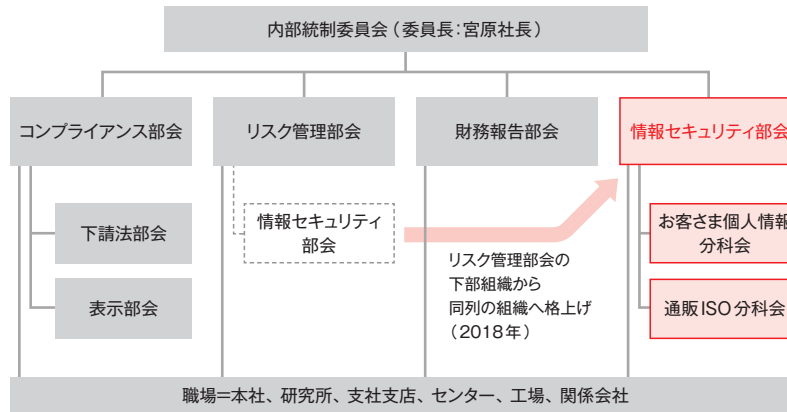 内部統制委員会（委員長：宮原社長）
コンプライアンス部会
リスク管理部会
財務報告部会
情報セキュリティ部会
下請法部会
表示部会
情報セキュリティ
部会
リスク管理部会の
下部組織から
同列の組織へ格上げ
（2018年）
お客さま個人情報
分科会
通販ISO分科会
職場＝本社、研究所、支社支店、センター、工場、関係会社